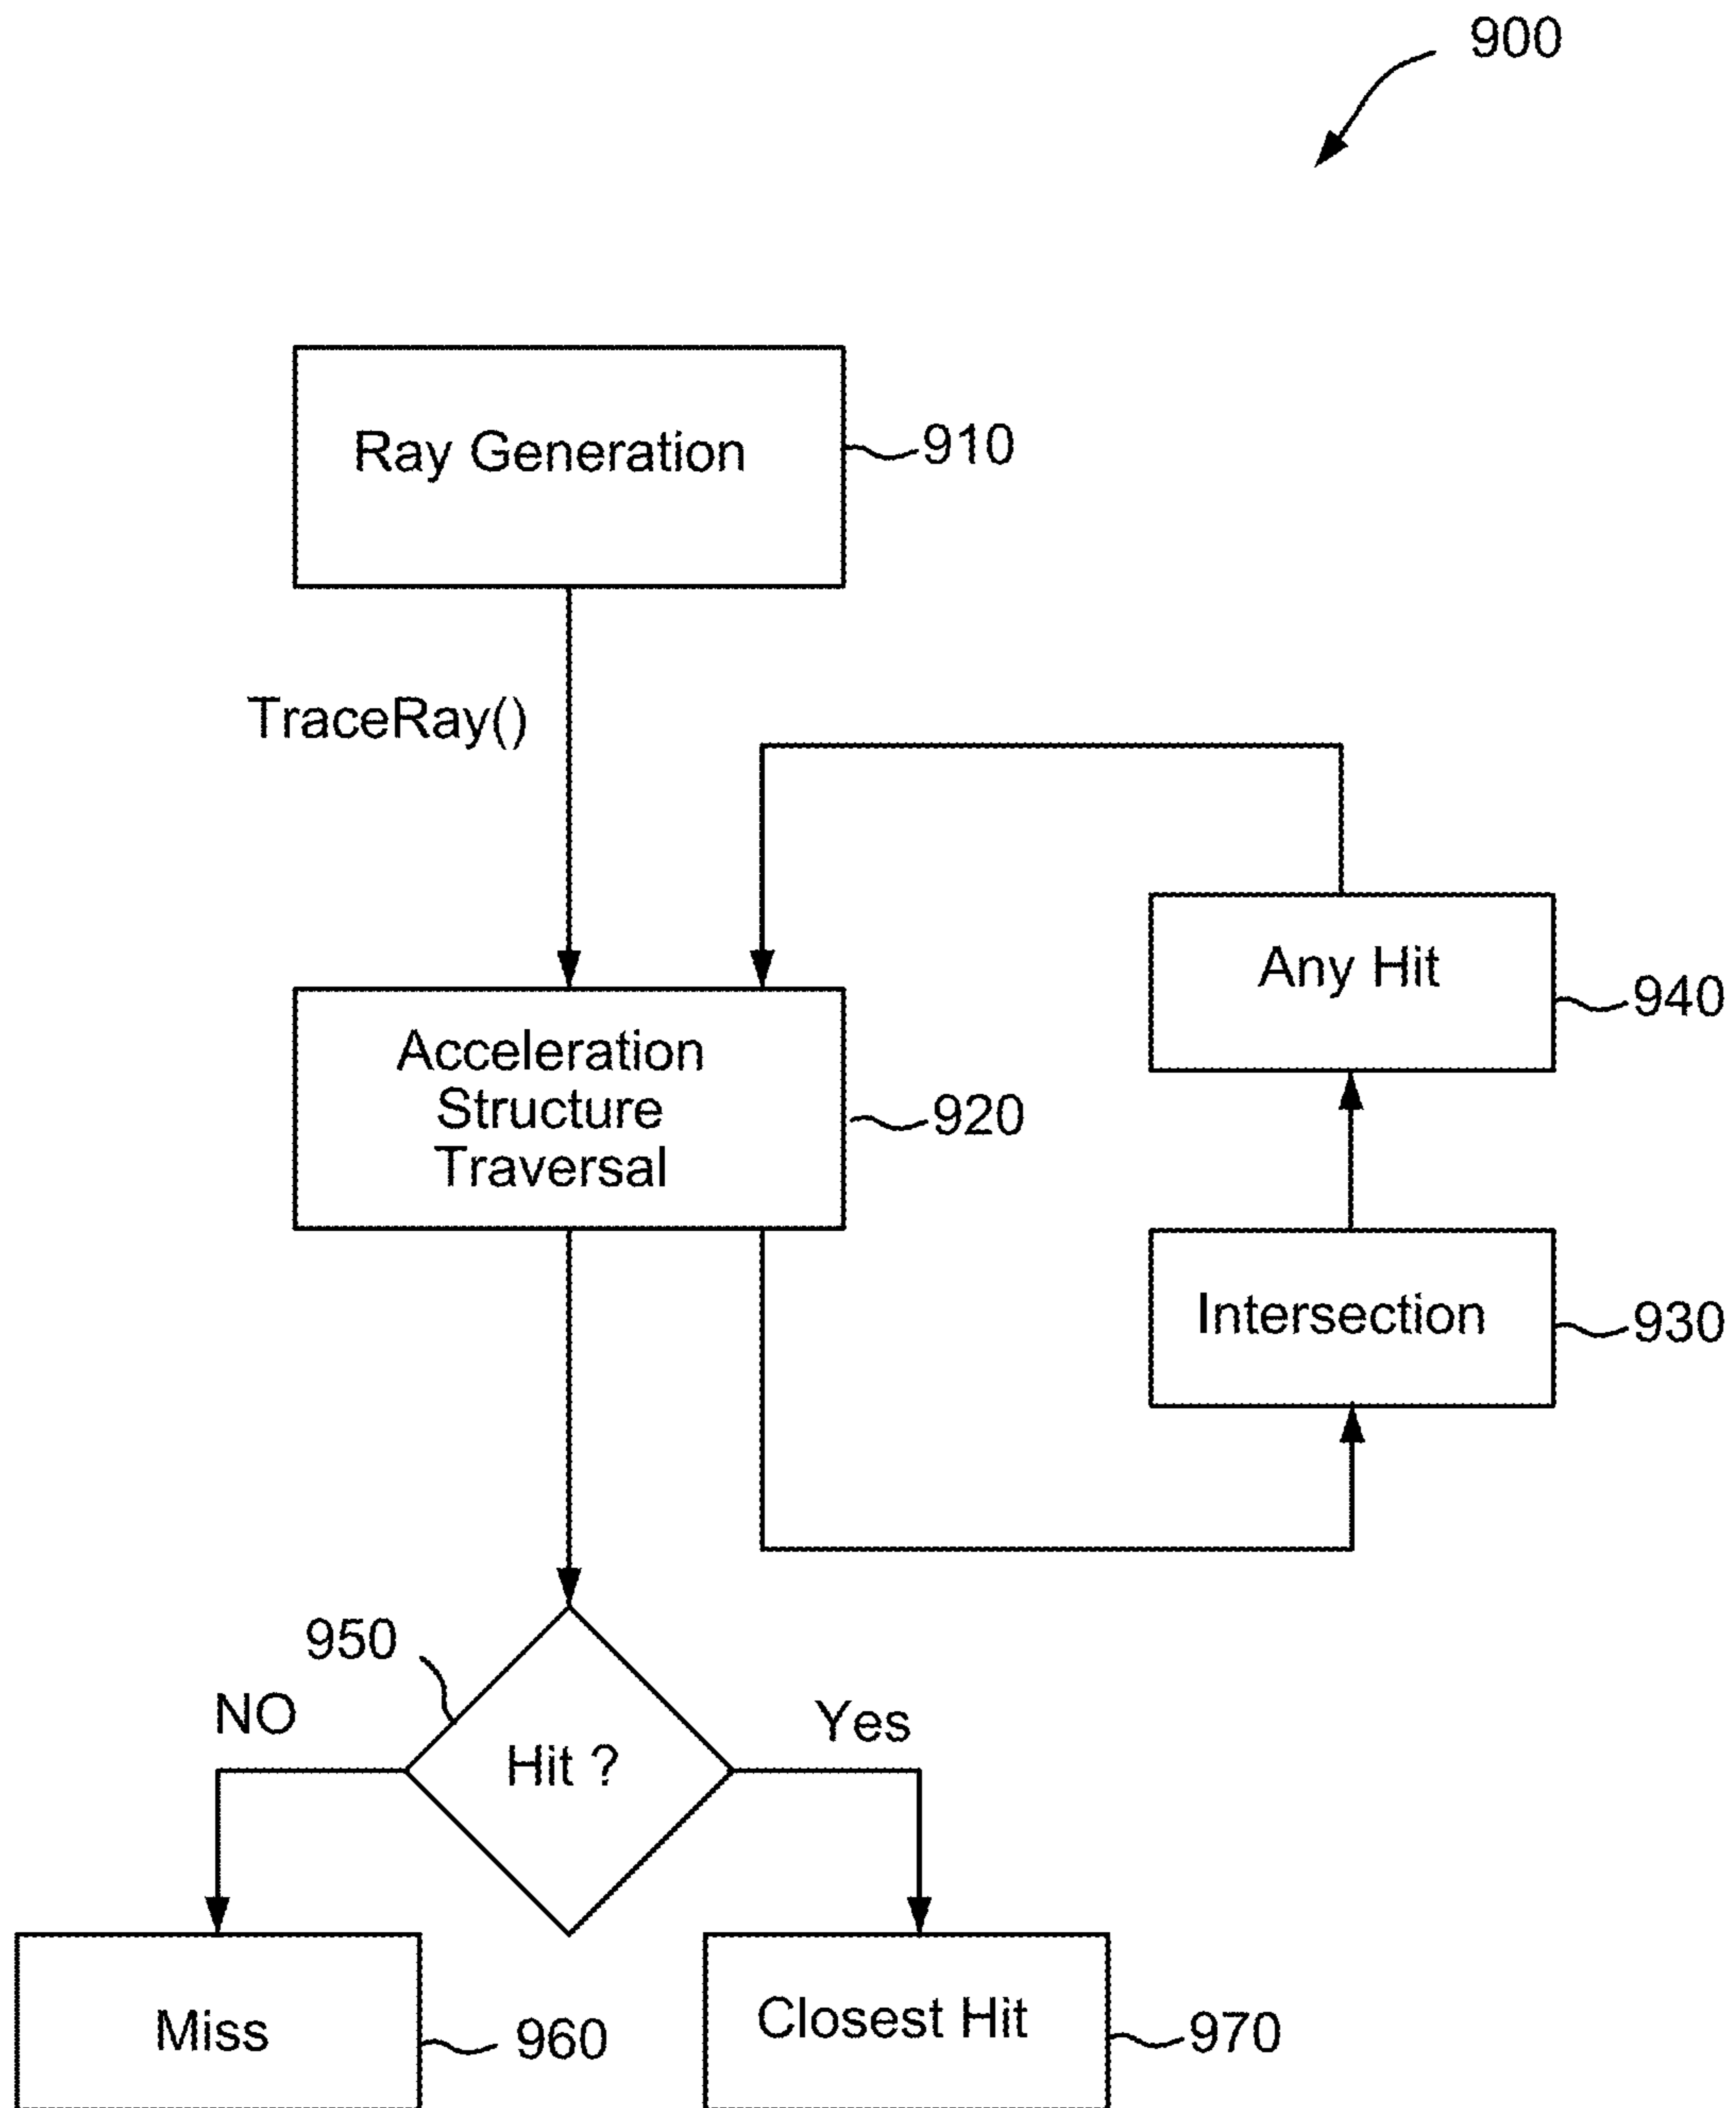 900
Ray Generation
910
TraceRay()
Any Hit
940
Acceleration
Structure
Traversal
920
Intersection
930
950
NO
Yes
Hit ?
Miss
960
Closest Hit
970